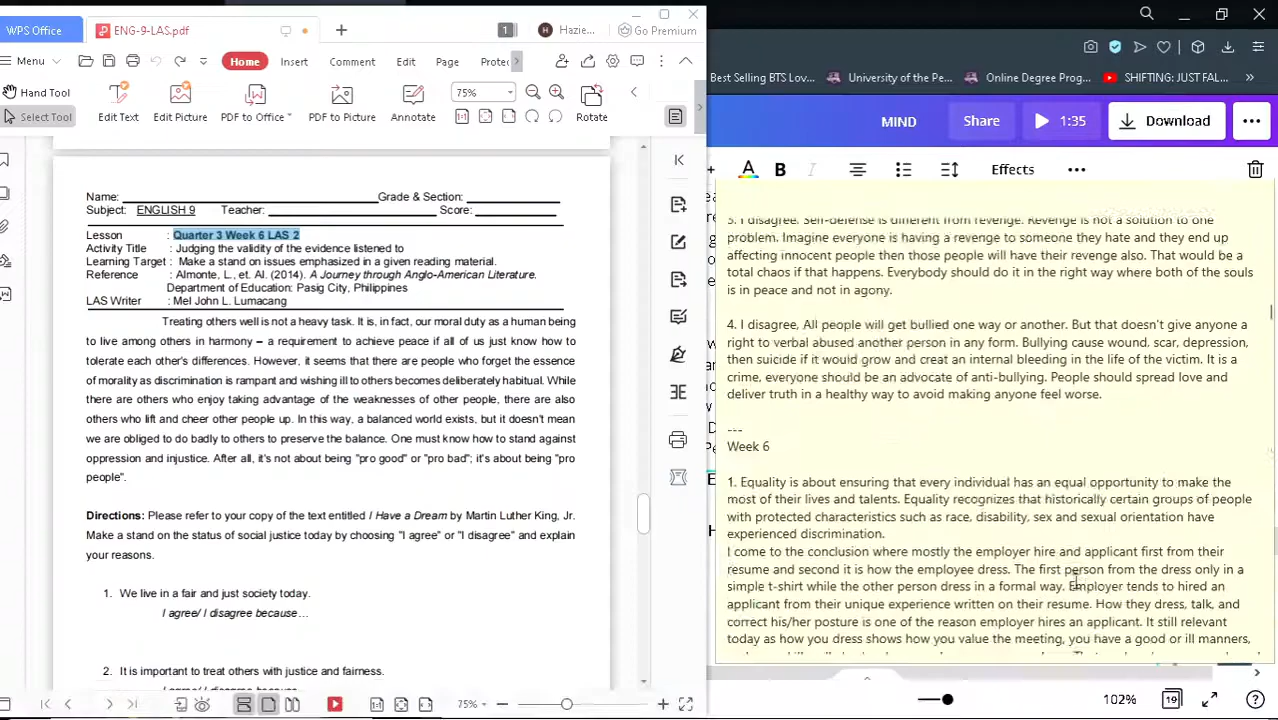 WPS Office
ENG-9-LAS.pdf
1
Hazie...
Go Premium
Menu
Home
Insert
Comment
Edit
Page
Protec
Hand Tool
Select Tool
Edit Text
Edit Picture
PDF to Office
PDF to Picture
Annotate
75%
Rotate
Name:
Grade & Section:
Subject: ENGLISH 9 Teacher: Score:
Lesson : Quarter 3 Week 6 LAS 2
Activity Title : Judging the validity of the evidence listened to
Learning Target : Make a stand on issues emphasized in a given reading material.
Reference : Almonte, L., et. Al. (2014). A Journey through Anglo-American Literature.
Department of Education: Pasig City, Philippines
LAS Writer : Mel John L. Lumacang
Treating others well is not a heavy task. It is, in fact, our moral duty as a human being
to live among others in harmony – a requirement to achieve peace if all of us just know how to
tolerate each other's differences. However, it seems that there are people who forget the essence
of morality as discrimination is rampant and wishing ill to others becomes deliberately habitual. While
there are others who enjoy taking advantage of the weaknesses of other people, there are also
others who lift and cheer other people up. In this way, a balanced world exists, but it doesn't mean
we are obliged to do badly to others to preserve the balance. One must know how to stand against
oppression and injustice. After all, it's not about being "pro good" or "pro bad"; it's about being "pro
people".
Directions: Please refer to your copy of the text entitled I Have a Dream by Martin Luther King, Jr.
Make a stand on the status of social justice today by choosing "I agree" or "I disagree" and explain
your reasons.
1. We live in a fair and just society today.
I agree/ I disagree because…
2. It is important to treat others with justice and fairness.
I agree/ I disagree because
75%
Best Selling BTS Lov...
University of the Pe...
Online Degree Prog...
SHIFTING: JUST FAL...
MIND
Share
1:35
Download
A
B
I
Effects
3. I disagree. Self-defense is different from revenge. Revenge is not a solution to one
problem. Imagine everyone is having a revenge to someone they hate and they end up
affecting innocent people then those people will have their revenge also. That would be a
total chaos if that happens. Everybody should do it in the right way where both of the souls
is in peace and not in agony.
4. I disagree, All people will get bullied one way or another. But that doesn't give anyone a
right to verbal abused another person in any form. Bullying cause wound, scar, depression,
then suicide if it would grow and creat an internal bleeding in the life of the victim. It is a
crime, everyone should be an advocate of anti-bullying. People should spread love and
deliver truth in a healthy way to avoid making anyone feel worse.
---
Week 6
1. Equality is about ensuring that every individual has an equal opportunity to make the
most of their lives and talents. Equality recognizes that historically certain groups of people
with protected characteristics such as race, disability, sex and sexual orientation have
experienced discrimination.
I come to the conclusion where mostly the employer hire and applicant first from their
resume and second it is how the employee dress. The first person from the dress only in a
simple t-shirt while the other person dress in a formal way. Employer tends to hired an
applicant from their unique experience written on their resume. How they dress, talk, and
correct his/her posture is one of the reason employer hires an applicant. It still relevant
today as how you dress shows how you value the meeting, you have a good or ill manners,
102%
19